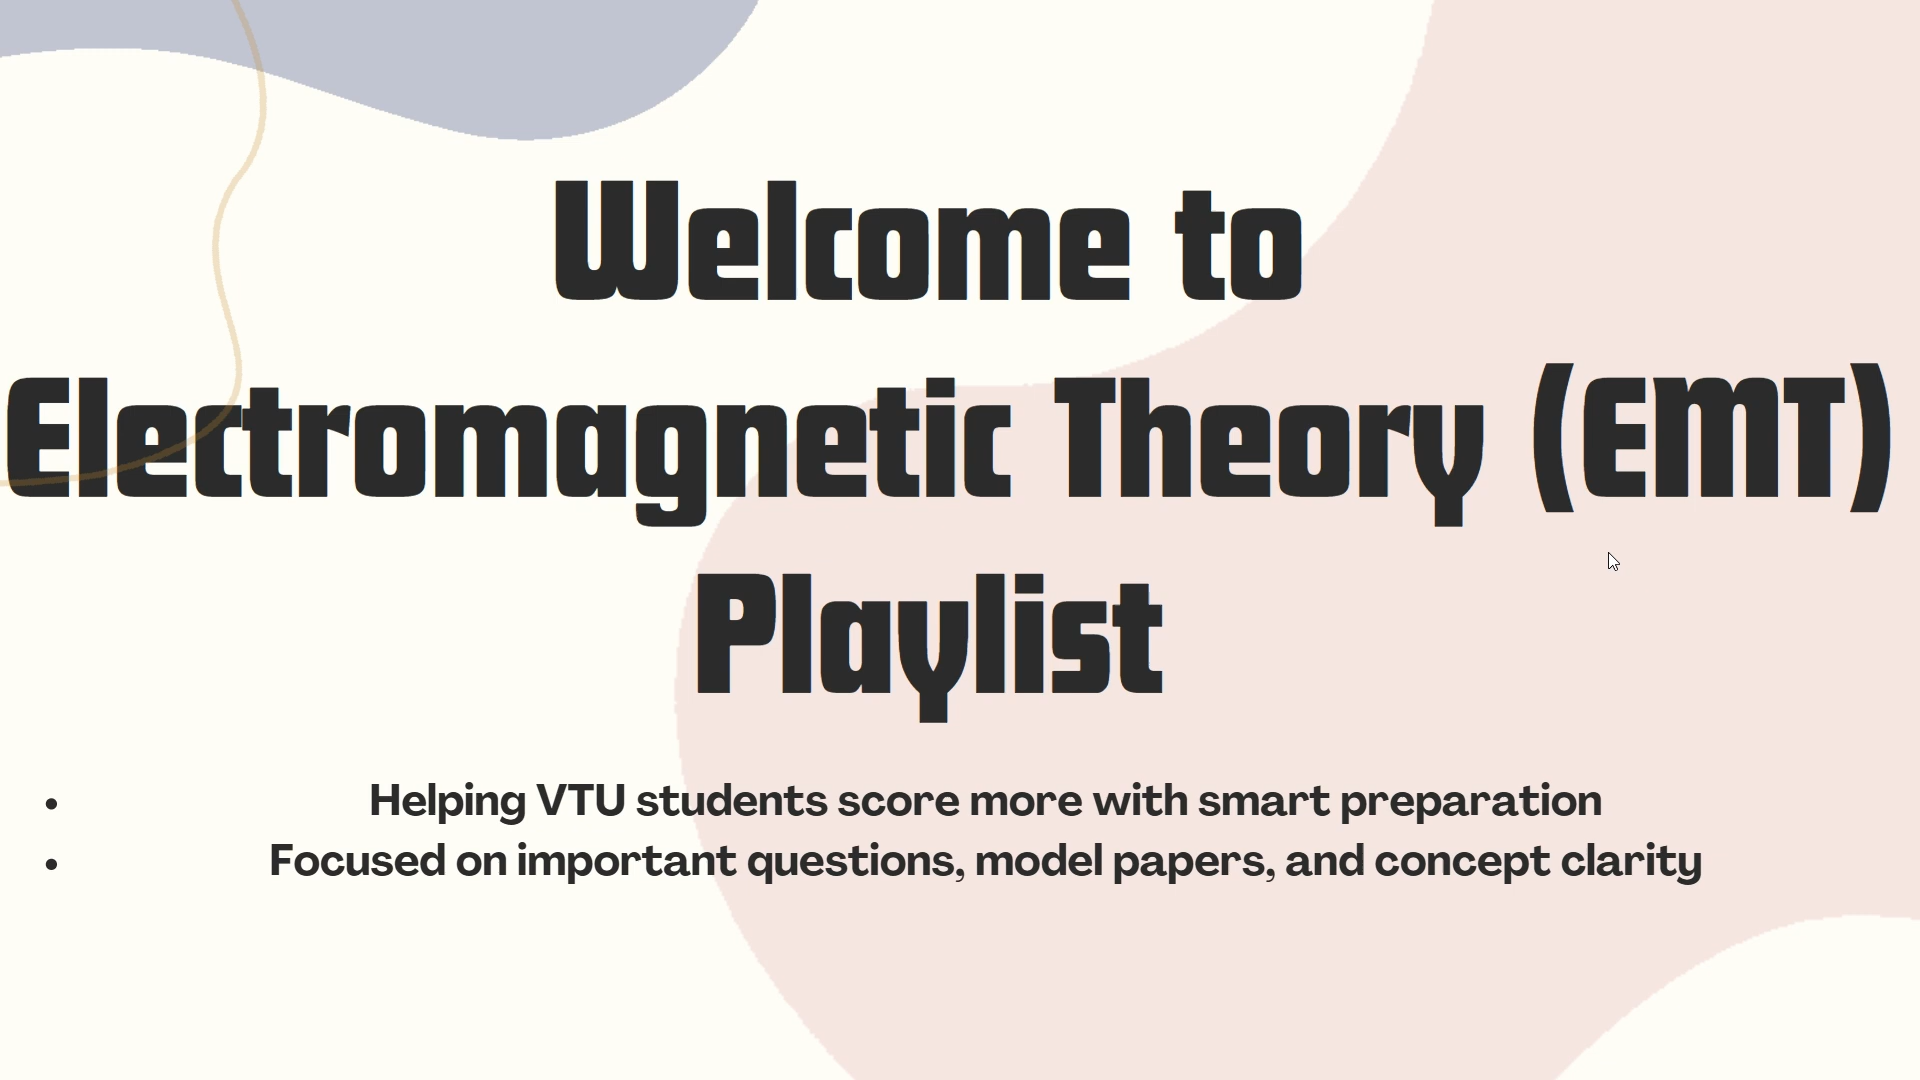 Welcome to
Electromagnetic Theory (EMT)
Playlist
• Helping VTU students score more with smart preparation
• Focused on important questions, model papers, and concept clarity